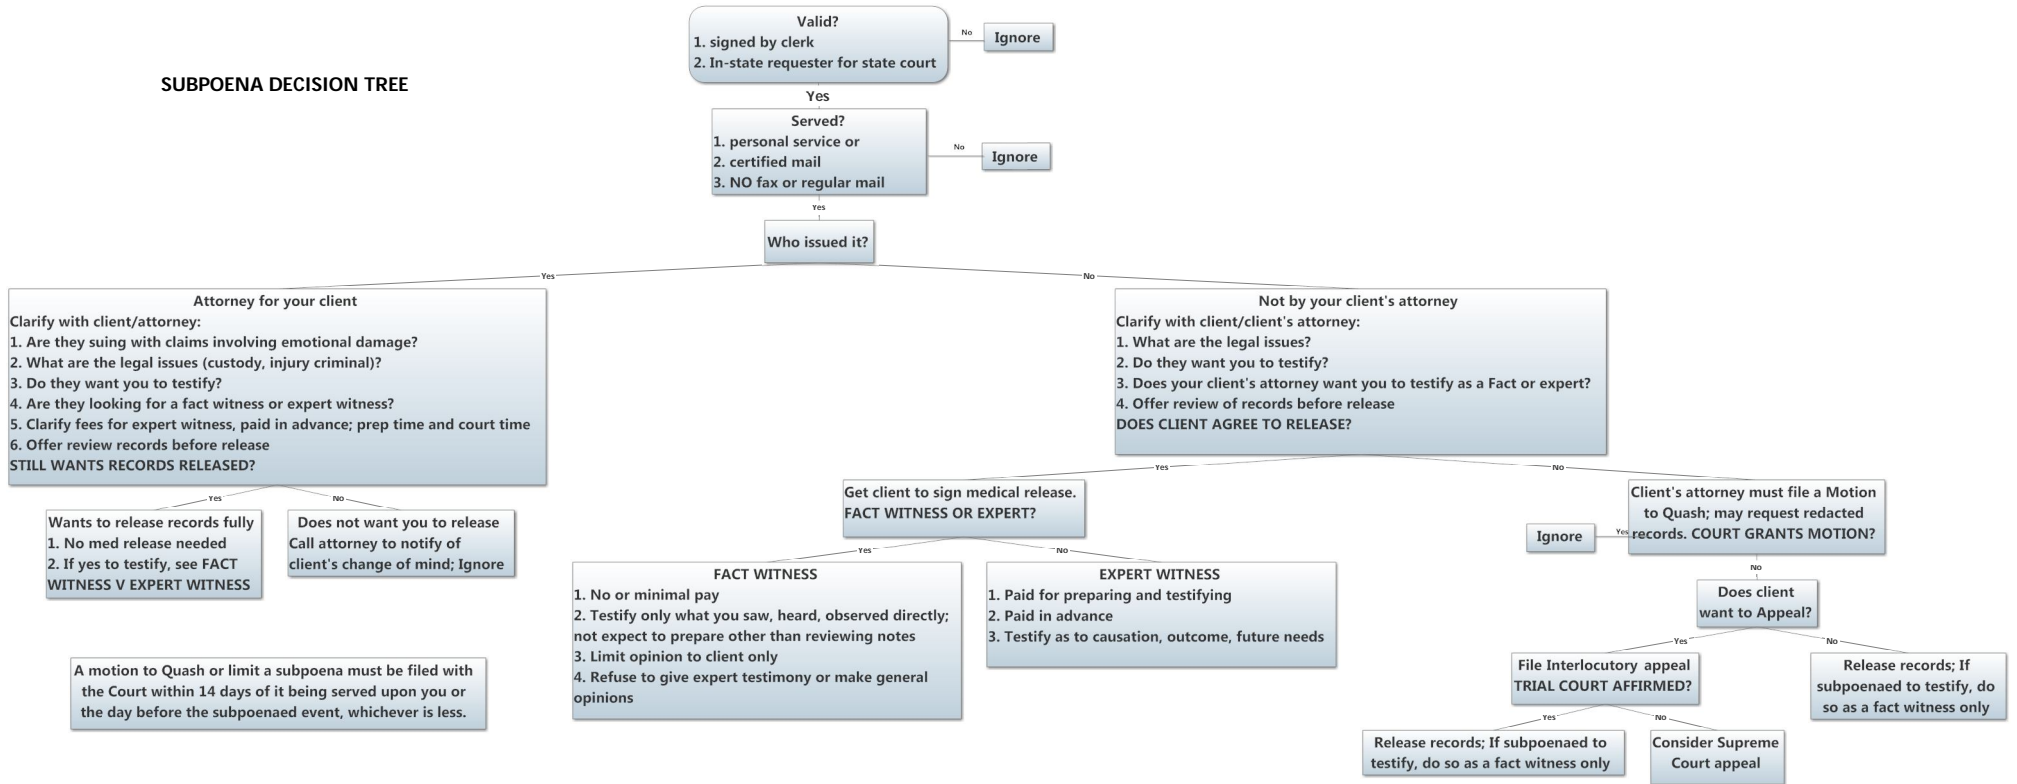 SUBPOENA DECISION TREE
Valid?
1. signed by clerk
2. In-state requester for state court
No
Ignore
Yes
Served?
1. personal service or
2. certified mail
3. NO fax or regular mail
No
Ignore
Yes
Who issued it?
Yes
No
Attorney for your client
Clarify with client/attorney:
1. Are they suing with claims involving emotional damage?
2. What are the legal issues (custody, injury criminal)?
3. Do they want you to testify?
4. Are they looking for a fact witness or expert witness?
5. Clarify fees for expert witness, paid in advance; prep time and court time
6. Offer review records before release
STILL WANTS RECORDS RELEASED?
Yes
No
Wants to release records fully
1. No med release needed
2. If yes to testify, see FACT
WITNESS V EXPERT WITNESS
Does not want you to release
Call attorney to notify of
client's change of mind; Ignore
A motion to Quash or limit a subpoena must be filed with
the Court within 14 days of it being served upon you or
the day before the subpoenaed event, whichever is less.
Not by your client's attorney
Clarify with client/client's attorney:
1. What are the legal issues?
2. Do they want you to testify?
3. Does your client's attorney want you to testify as a Fact or expert?
4. Offer review of records before release
DOES CLIENT AGREE TO RELEASE?
Yes
No
Get client to sign medical release.
FACT WITNESS OR EXPERT?
Yes
No
FACT WITNESS
1. No or minimal pay
2. Testify only what you saw, heard, observed directly;
not expect to prepare other than reviewing notes
3. Limit opinion to client only
4. Refuse to give expert testimony or make general
opinions
EXPERT WITNESS
1. Paid for preparing and testifying
2. Paid in advance
3. Testify as to causation, outcome, future needs
Client's attorney must file a Motion
to Quash; may request redacted
records. COURT GRANTS MOTION?
Yes
Ignore
No
Does client
want to Appeal?
Yes
No
File Interlocutory appeal
TRIAL COURT AFFIRMED?
Release records; If
subpoenaed to testify, do
so as a fact witness only
Yes
No
Release records; If subpoenaed to
testify, do so as a fact witness only
Consider Supreme
Court appeal